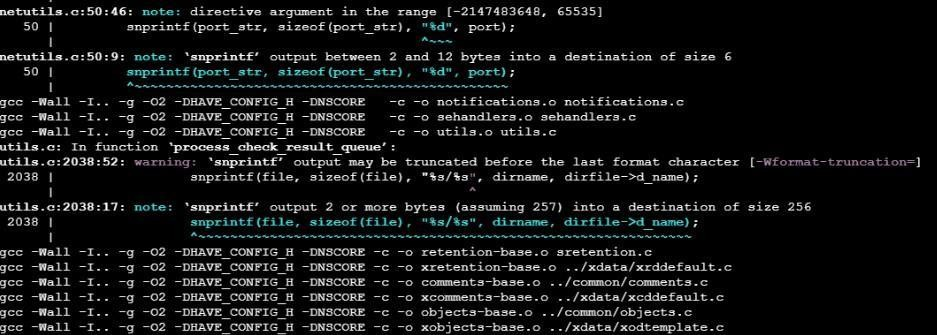 netutils.c:50:46: note: directive argument in the range [-2147483648, 65535]
   50 |         snprintf(port_str, sizeof(port_str), "%d", port);
      |                                               ^~~~
netutils.c:50:9: note: ‘snprintf’ output between 2 and 12 bytes into a destination of size 6
   50 |         snprintf(port_str, sizeof(port_str), "%d", port);
      |         ^~~~~~~~~~~~~~~~~~~~~~~~~~~~~~~~~~~~~~~~~~~~~~~~
gcc -Wall -I.. -g -O2 -DHAVE_CONFIG_H -DNSCORE   -c -o notifications.o notifications.c
gcc -Wall -I.. -g -O2 -DHAVE_CONFIG_H -DNSCORE   -c -o sehandlers.o sehandlers.c
gcc -Wall -I.. -g -O2 -DHAVE_CONFIG_H -DNSCORE   -c -o utils.o utils.c
utils.c: In function ‘process_check_result_queue’:
utils.c:2038:52: warning: ‘snprintf’ output may be truncated before the last format character [-Wformat-truncation=]
 2038 |                 snprintf(file, sizeof(file), "%s/%s", dirname, dirfile->d_name);
      |                                                    ^
utils.c:2038:17: note: ‘snprintf’ output 2 or more bytes (assuming 257) into a destination of size 256
 2038 |                 snprintf(file, sizeof(file), "%s/%s", dirname, dirfile->d_name);
      |                 ^~~~~~~~~~~~~~~~~~~~~~~~~~~~~~~~~~~~~~~~~~~~~~~~~~~~~~~~~~~~~~~
gcc -Wall -I.. -g -O2 -DHAVE_CONFIG_H -DNSCORE -c -o retention-base.o sretention.c
gcc -Wall -I.. -g -O2 -DHAVE_CONFIG_H -DNSCORE -c -o xretention-base.o ../xdata/xrddefault.c
gcc -Wall -I.. -g -O2 -DHAVE_CONFIG_H -DNSCORE -c -o comments-base.o ../common/comments.c
gcc -Wall -I.. -g -O2 -DHAVE_CONFIG_H -DNSCORE -c -o xcomments-base.o ../xdata/xcddefault.c
gcc -Wall -I.. -g -O2 -DHAVE_CONFIG_H -DNSCORE -c -o objects-base.o ../common/objects.c
gcc -Wall -I.. -g -O2 -DHAVE_CONFIG_H -DNSCORE -c -o xobjects-base.o ../xdata/xodtemplate.c